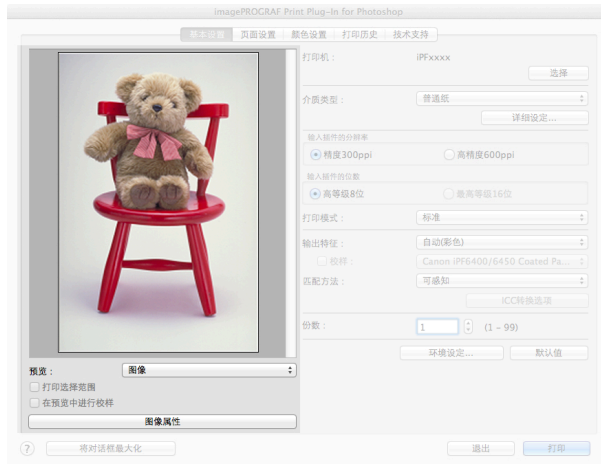 imagePROGRAF Print Plug-In for Photoshop
基本设置 页面设置 颜色设置 打印历史 技术支持
打印机： iPFxxxx
选择
介质类型： 普通纸
详细设定...
输入插件的分辨率
精度300ppi 高精度600ppi
输入插件的位数
高等级8位 最高等级16位
打印模式： 标准
输出特征： 自动(彩色)
校样： Canon iPF6400/6450 Coated Pa...
匹配方法： 可感知
ICC转换选项
份数： 1 (1 – 99)
环境设定... 默认值
预览： 图像
打印选择范围
在预览中进行校样
图像属性
? 将对话框最大化 退出 打印